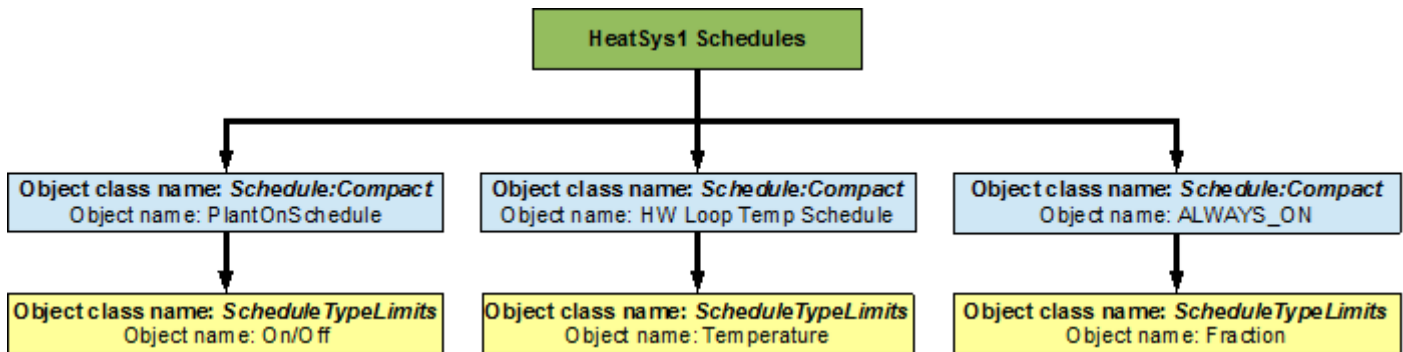 HeatSys1 Schedules
Object class name: Schedule:Compact
Object name: PlantOnSchedule
Object class name: Schedule:Compact
Object name: HW Loop Temp Schedule
Object class name: Schedule:Compact
Object name: ALWAYS_ON
Object class name: ScheduleTypeLimits
Object name: On/Off
Object class name: ScheduleTypeLimits
Object name: Temperature
Object class name: ScheduleTypeLimits
Object name: Fraction